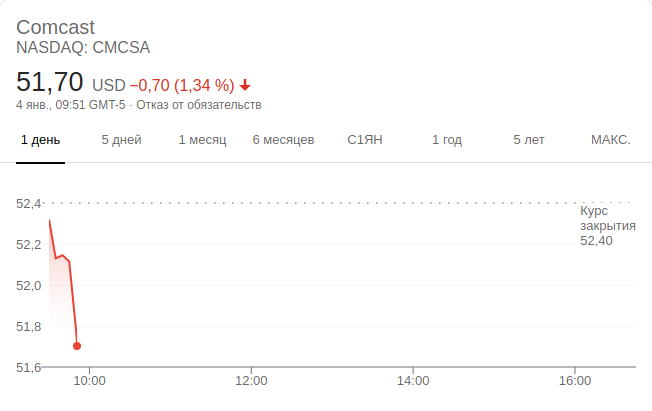 Comcast
NASDAQ: CMCSA
51,70 USD −0,70 (1,34 %)
4 янв., 09:51 GMT-5 · Отказ от обязательств
1 день 5 дней 1 месяц 6 месяцев С1ЯН 1 год 5 лет МАКС.
52,4
Курс
закрытия
52,40
52,2
52,0
51,8
51,6
10:00 12:00 14:00 16:00